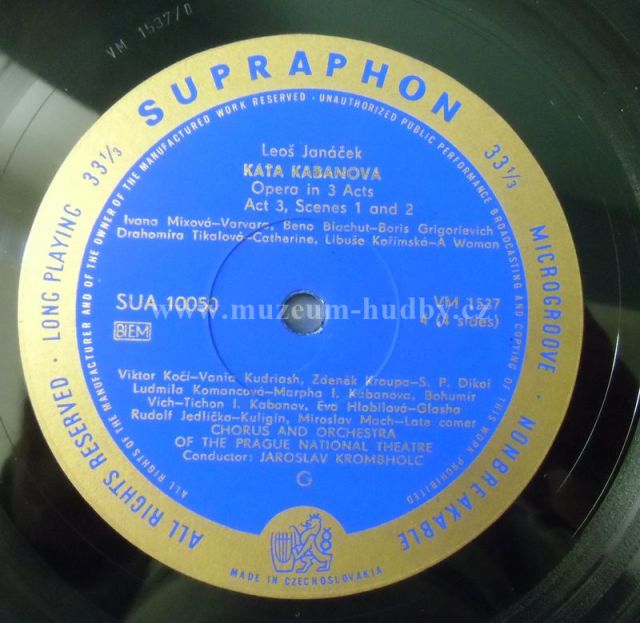 VM 1537/D
SUPRAPHON
33⅓
33⅓
LONG PLAYING
MICROGROOVE
ALL RIGHTS RESERVED
NONBREAKABLE
ALL RIGHTS OF THE MANUFACTURER AND OF THE OWNER OF THE MANUFACTURED WORK RESERVED · UNAUTHORIZED PUBLIC PERFORMANCE BROADCASTING AND COPYING OF THIS WORK PROHIBITED
Leoš Janáček
KÁŤA KABANOVÁ
Opera in 3 Acts
Act 3, Scenes 1 and 2
Ivana Mixová-Varvara, Beno Blachut-Boris Grigorievich
Drahomíra Tikalová-Catherine, Libuše Kořímská-A Woman
SUA 10050
VM 1537
BIEM
4 (4 sides)
www.muzeum-hudby.cz
Viktor Kočí-Vania Kudriash, Zdeněk Kroupa-S. P. Dikoi
Ludmila Komancová-Marpha I. Kabanova, Bohumír
Vich-Tichon I. Kabanov, Eva Hlobilová-Glasha
Rudolf Jedlička-Kuligin, Miroslav Mach-Late comer
CHORUS AND ORCHESTRA
OF THE PRAGUE NATIONAL THEATRE
Conductor: JAROSLAV KROMBHOLC
G
MADE IN CZECHOSLOVAKIA